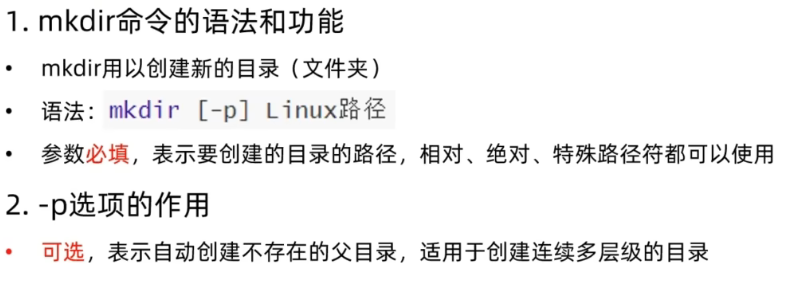 1. mkdir命令的语法和功能
• mkdir用以创建新的目录（文件夹）
• 语法：mkdir [-p] Linux路径
• 参数必填，表示要创建的目录的路径，相对、绝对、特殊路径符都可以使用
2. -p选项的作用
• 可选，表示自动创建不存在的父目录，适用于创建连续多层级的目录